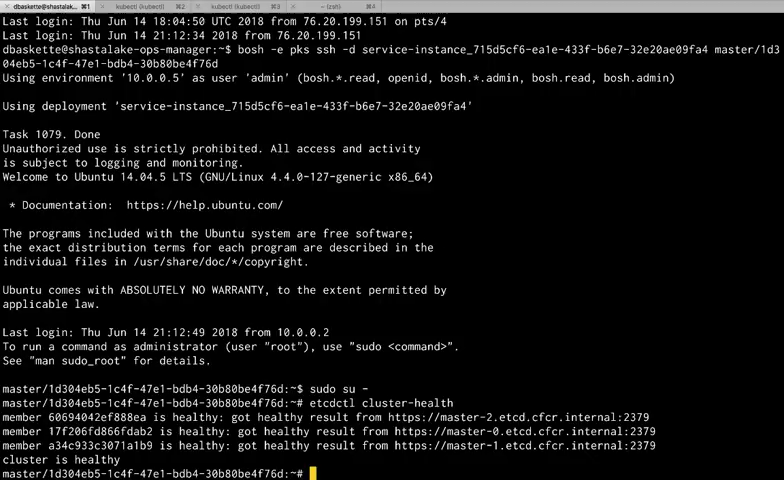 dbaskette@shastalake... ⌘1 kubectl (kubectl) ⌘2 kubectl (kubectl) ⌘3 ~ (zsh) ⌘4
Last login: Thu Jun 14 18:04:50 UTC 2018 from 76.20.199.151 on pts/4
Last login: Thu Jun 14 21:12:34 2018 from 76.20.199.151
dbaskette@shastalake-ops-manager:~$ bosh -e pks ssh -d service-instance_715d5cf6-ea1e-433f-b6e7-32e20ae09fa4 master/1d3
04eb5-1c4f-47e1-bdb4-30b80be4f76d
Using environment '10.0.0.5' as user 'admin' (bosh.*.read, openid, bosh.*.admin, bosh.read, bosh.admin)
Using deployment 'service-instance_715d5cf6-ea1e-433f-b6e7-32e20ae09fa4'
Task 1079. Done
Unauthorized use is strictly prohibited. All access and activity
is subject to logging and monitoring.
Welcome to Ubuntu 14.04.5 LTS (GNU/Linux 4.4.0-127-generic x86_64)
* Documentation:  https://help.ubuntu.com/
The programs included with the Ubuntu system are free software;
the exact distribution terms for each program are described in the
individual files in /usr/share/doc/*/copyright.
Ubuntu comes with ABSOLUTELY NO WARRANTY, to the extent permitted by
applicable law.
Last login: Thu Jun 14 21:12:49 2018 from 10.0.0.2
To run a command as administrator (user "root"), use "sudo <command>".
See "man sudo_root" for details.
master/1d304eb5-1c4f-47e1-bdb4-30b80be4f76d:~$ sudo su -
master/1d304eb5-1c4f-47e1-bdb4-30b80be4f76d:~# etcdctl cluster-health
member 60694042ef888ea is healthy: got healthy result from https://master-2.etcd.cfcr.internal:2379
member 17f206fd866fdab2 is healthy: got healthy result from https://master-0.etcd.cfcr.internal:2379
member a34c933c3071a1b9 is healthy: got healthy result from https://master-1.etcd.cfcr.internal:2379
cluster is healthy
master/1d304eb5-1c4f-47e1-bdb4-30b80be4f76d:~#